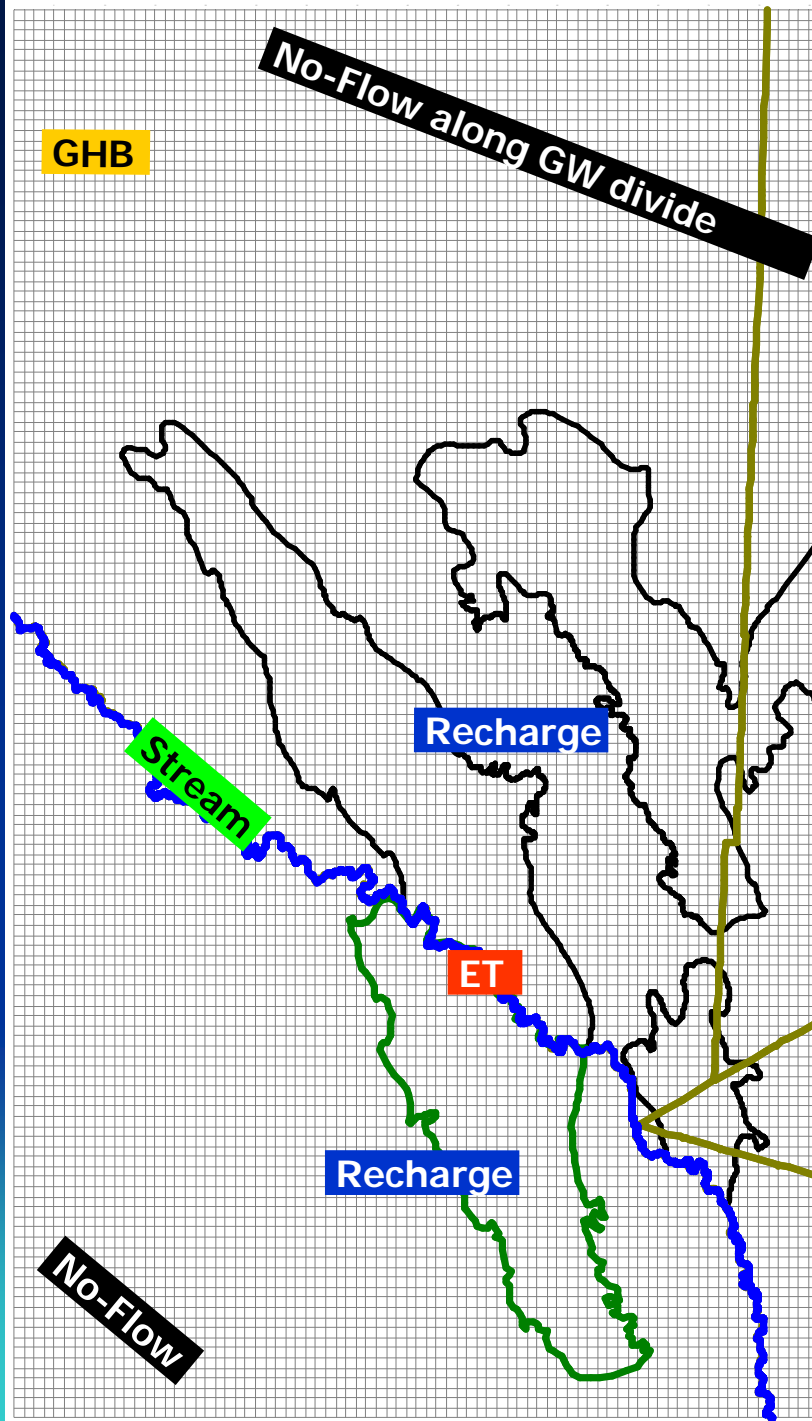 No-Flow along GW divide
GHB
Recharge
Stream
ET
Recharge
No-Flow